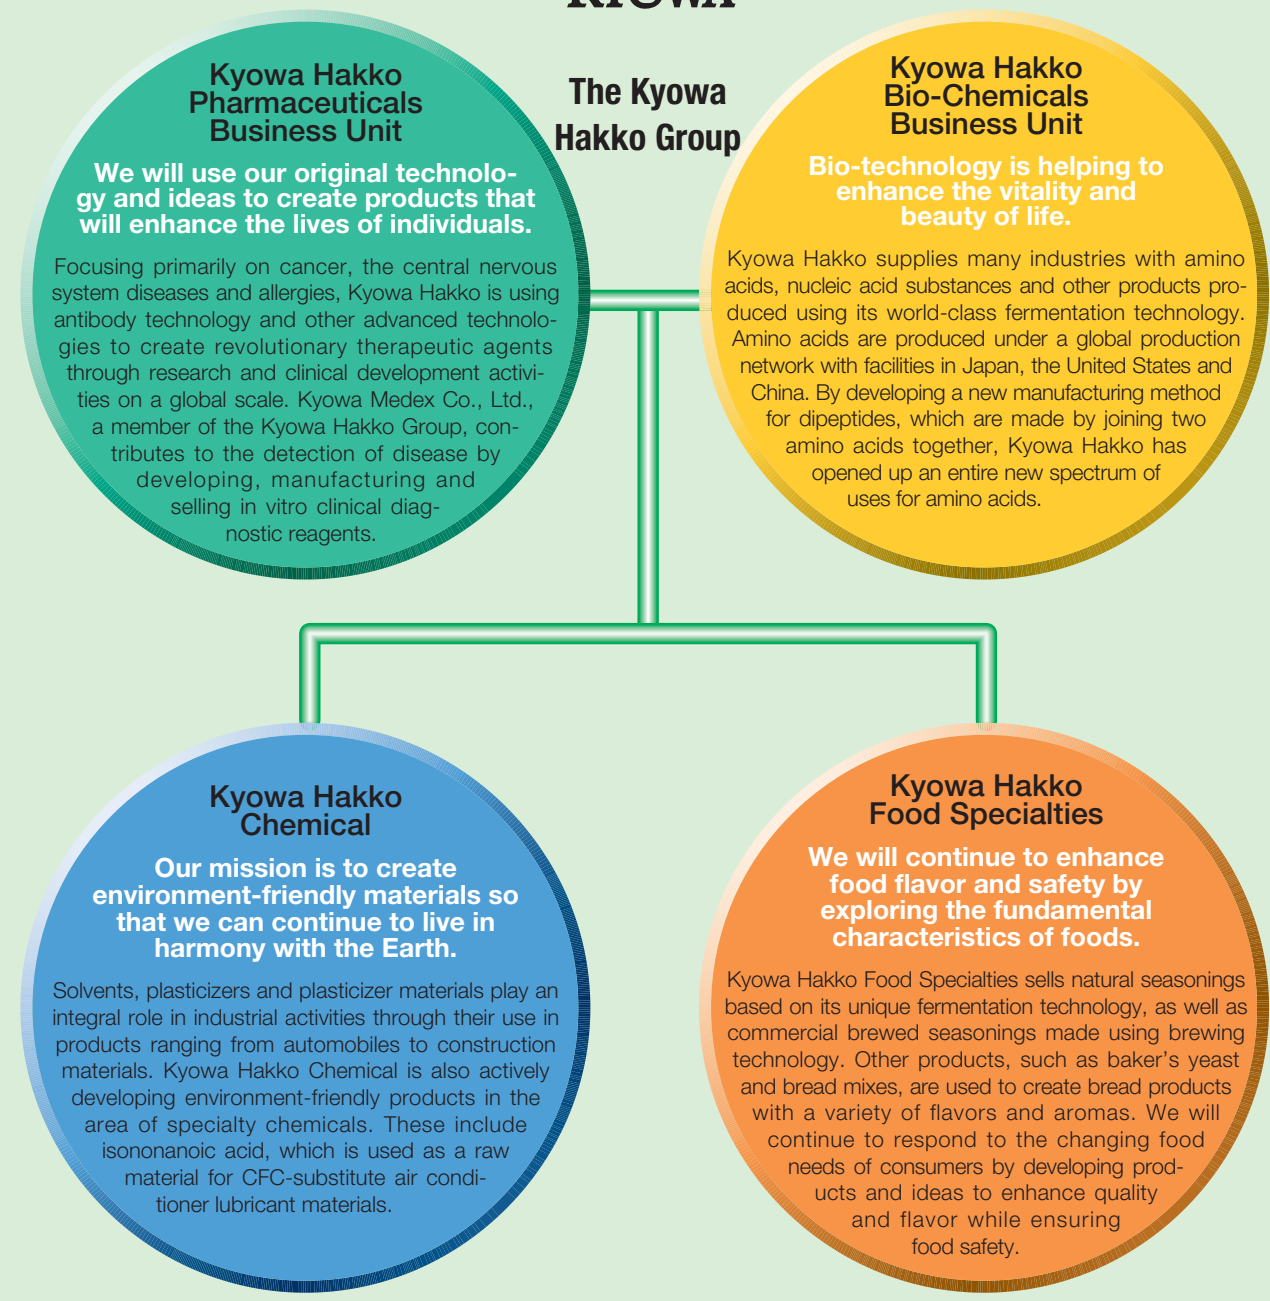 Kyowa Hakko
Pharmaceuticals
Business Unit
We will use our original technolo-
gy and ideas to create products that
will enhance the lives of individuals.
Focusing primarily on cancer, the central nervous
system diseases and allergies, Kyowa Hakko is using
antibody technology and other advanced technolo-
gies to create revolutionary therapeutic agents
through research and clinical development activi-
ties on a global scale. Kyowa Medex Co., Ltd.,
a member of the Kyowa Hakko Group, con-
tributes to the detection of disease by
developing, manufacturing and
selling in vitro clinical diag-
nostic reagents.
The Kyowa
Hakko Group
Kyowa Hakko
Bio-Chemicals
Business Unit
Bio-technology is helping to
enhance the vitality and
beauty of life.
Kyowa Hakko supplies many industries with amino
acids, nucleic acid substances and other products pro-
duced using its world-class fermentation technology.
Amino acids are produced under a global production
network with facilities in Japan, the United States and
China. By developing a new manufacturing method
for dipeptides, which are made by joining two
amino acids together, Kyowa Hakko has
opened up an entire new spectrum of
uses for amino acids.
Kyowa Hakko
Chemical
Our mission is to create
environment-friendly materials so
that we can continue to live in
harmony with the Earth.
Solvents, plasticizers and plasticizer materials play an
integral role in industrial activities through their use in
products ranging from automobiles to construction
materials. Kyowa Hakko Chemical is also actively
developing environment-friendly products in the
area of specialty chemicals. These include
isononanoic acid, which is used as a raw
material for CFC-substitute air condi-
tioner lubricant materials.
Kyowa Hakko
Food Specialties
We will continue to enhance
food flavor and safety by
exploring the fundamental
characteristics of foods.
Kyowa Hakko Food Specialties sells natural seasonings
based on its unique fermentation technology, as well as
commercial brewed seasonings made using brewing
technology. Other products, such as baker's yeast
and bread mixes, are used to create bread products
with a variety of flavors and aromas. We will
continue to respond to the changing food
needs of consumers by developing prod-
ucts and ideas to enhance quality
and flavor while ensuring
food safety.